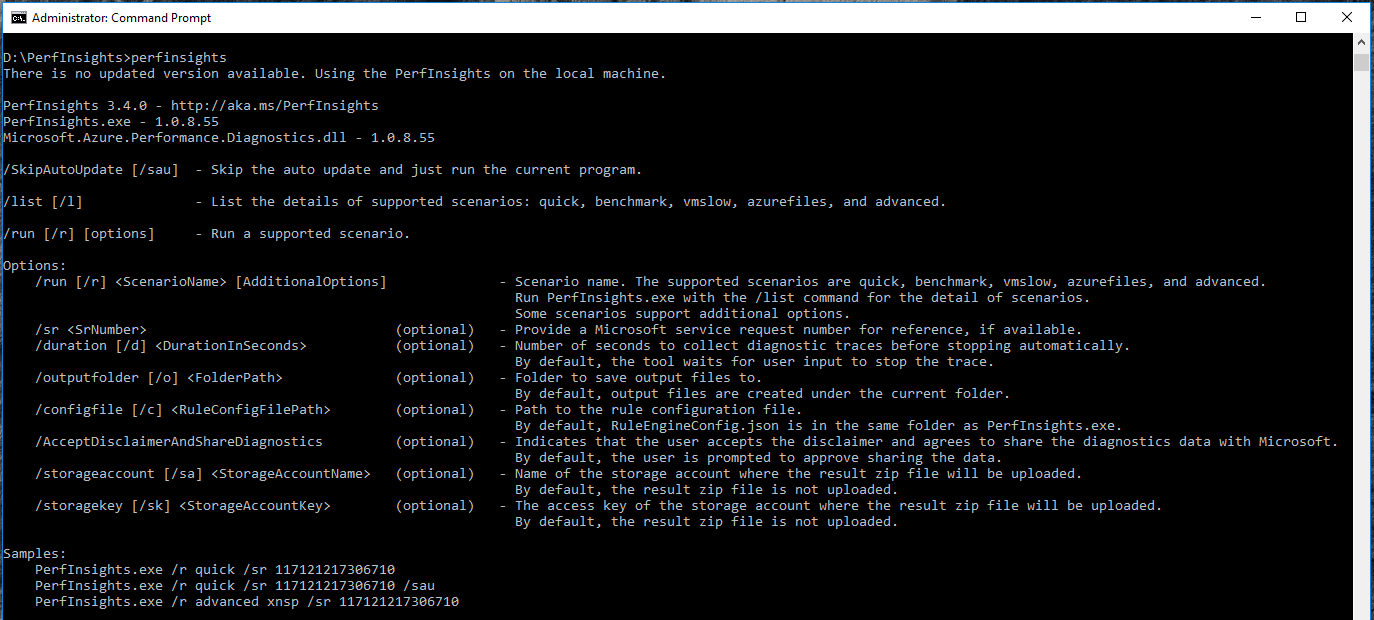 Administrator: Command Prompt
D:\PerfInsights>perfinsights
There is no updated version available. Using the PerfInsights on the local machine.
PerfInsights 3.4.0 - http://aka.ms/PerfInsights
PerfInsights.exe - 1.0.8.55
Microsoft.Azure.Performance.Diagnostics.dll - 1.0.8.55
/SkipAutoUpdate [/sau]  - Skip the auto update and just run the current program.
/list [/l]              - List the details of supported scenarios: quick, benchmark, vmslow, azurefiles, and advanced.
/run [/r] [options]     - Run a supported scenario.
Options:
/run [/r] <ScenarioName> [AdditionalOptions]              - Scenario name. The supported scenarios are quick, benchmark, vmslow, azurefiles, and advanced.
Run PerfInsights.exe with the /list command for the detail of scenarios.
Some scenarios support additional options.
/sr <SrNumber>                               (optional)   - Provide a Microsoft service request number for reference, if available.
/duration [/d] <DurationInSeconds>           (optional)   - Number of seconds to collect diagnostic traces before stopping automatically.
By default, the tool waits for user input to stop the trace.
/outputfolder [/o] <FolderPath>              (optional)   - Folder to save output files to.
By default, output files are created under the current folder.
/configfile [/c] <RuleConfigFilePath>        (optional)   - Path to the rule configuration file.
By default, RuleEngineConfig.json is in the same folder as PerfInsights.exe.
/AcceptDisclaimerAndShareDiagnostics         (optional)   - Indicates that the user accepts the disclaimer and agrees to share the diagnostics data with Microsoft.
By default, the user is prompted to approve sharing the data.
/storageaccount [/sa] <StorageAccountName>   (optional)   - Name of the storage account where the result zip file will be uploaded.
By default, the result zip file is not uploaded.
/storagekey [/sk] <StorageAccountKey>        (optional)   - The access key of the storage account where the result zip file will be uploaded.
By default, the result zip file is not uploaded.
Samples:
PerfInsights.exe /r quick /sr 117121217306710
PerfInsights.exe /r quick /sr 117121217306710 /sau
PerfInsights.exe /r advanced xnsp /sr 117121217306710